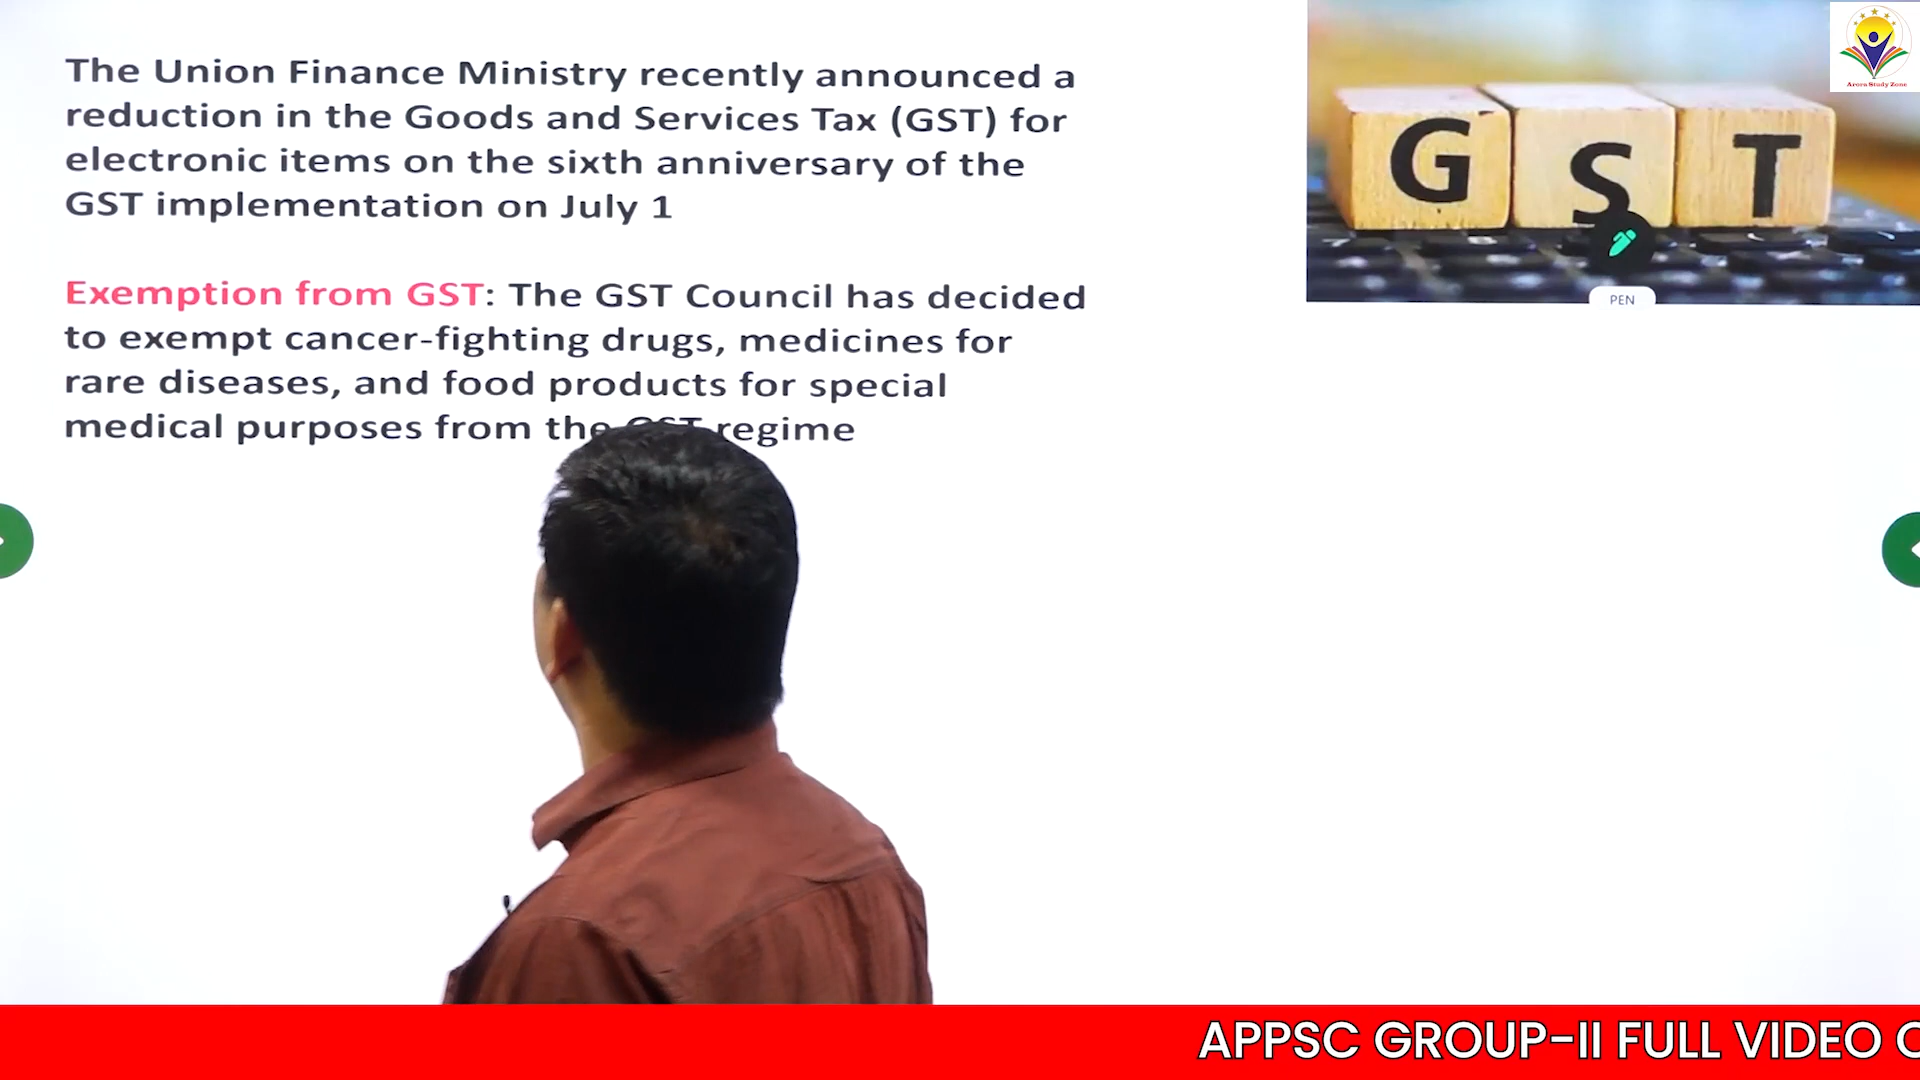 The Union Finance Ministry recently announced a
reduction in the Goods and Services Tax (GST) for
electronic items on the sixth anniversary of the
GST implementation on July 1
Exemption from GST: The GST Council has decided
to exempt cancer-fighting drugs, medicines for
rare diseases, and food products for special
medical purposes from the GST regime
G S T
PEN
Arora Study Zone
APPSC GROUP-II FULL VIDEO